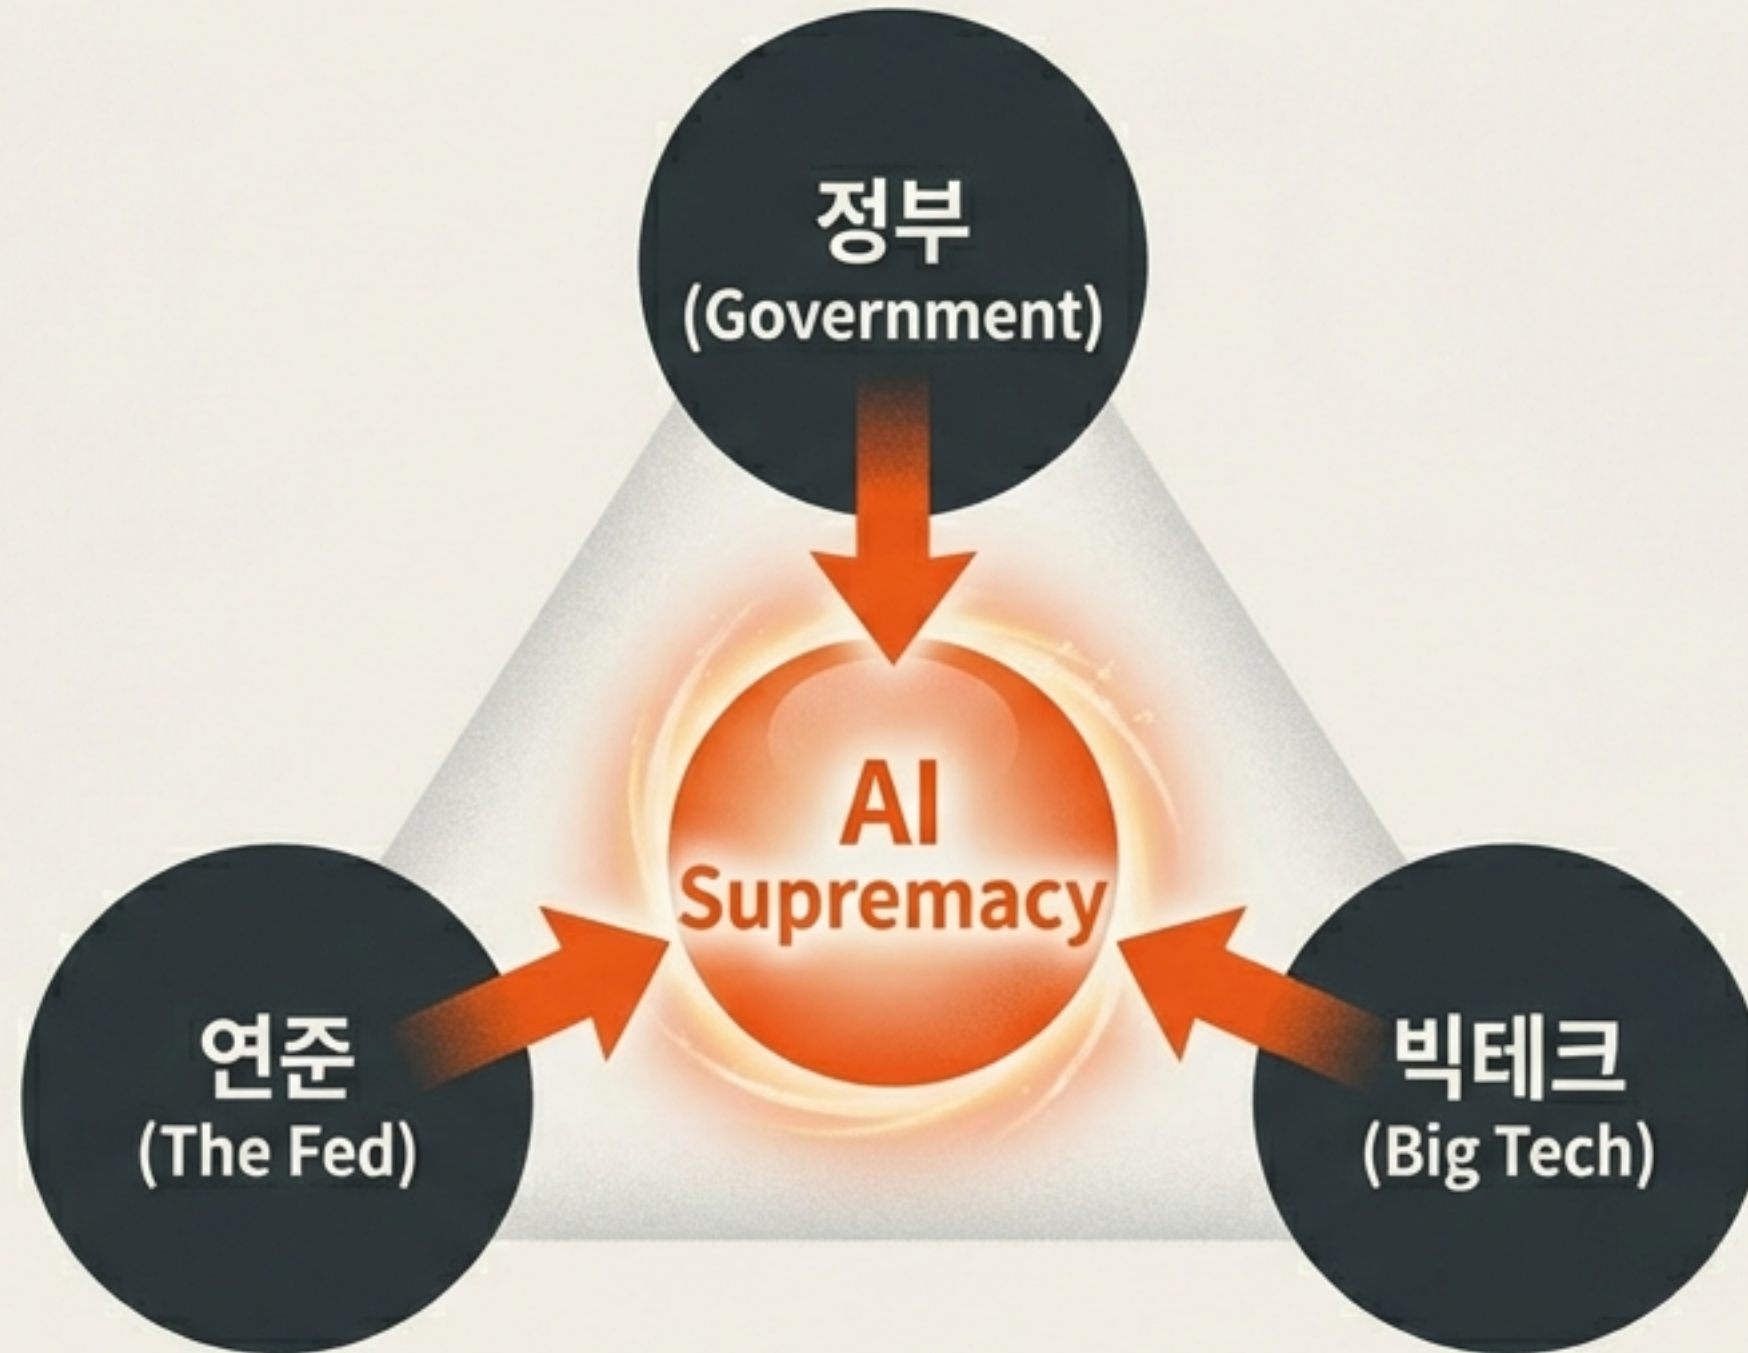 정부
(Government)
AI
Supremacy
연준
(The Fed)
빅테크
(Big Tech)